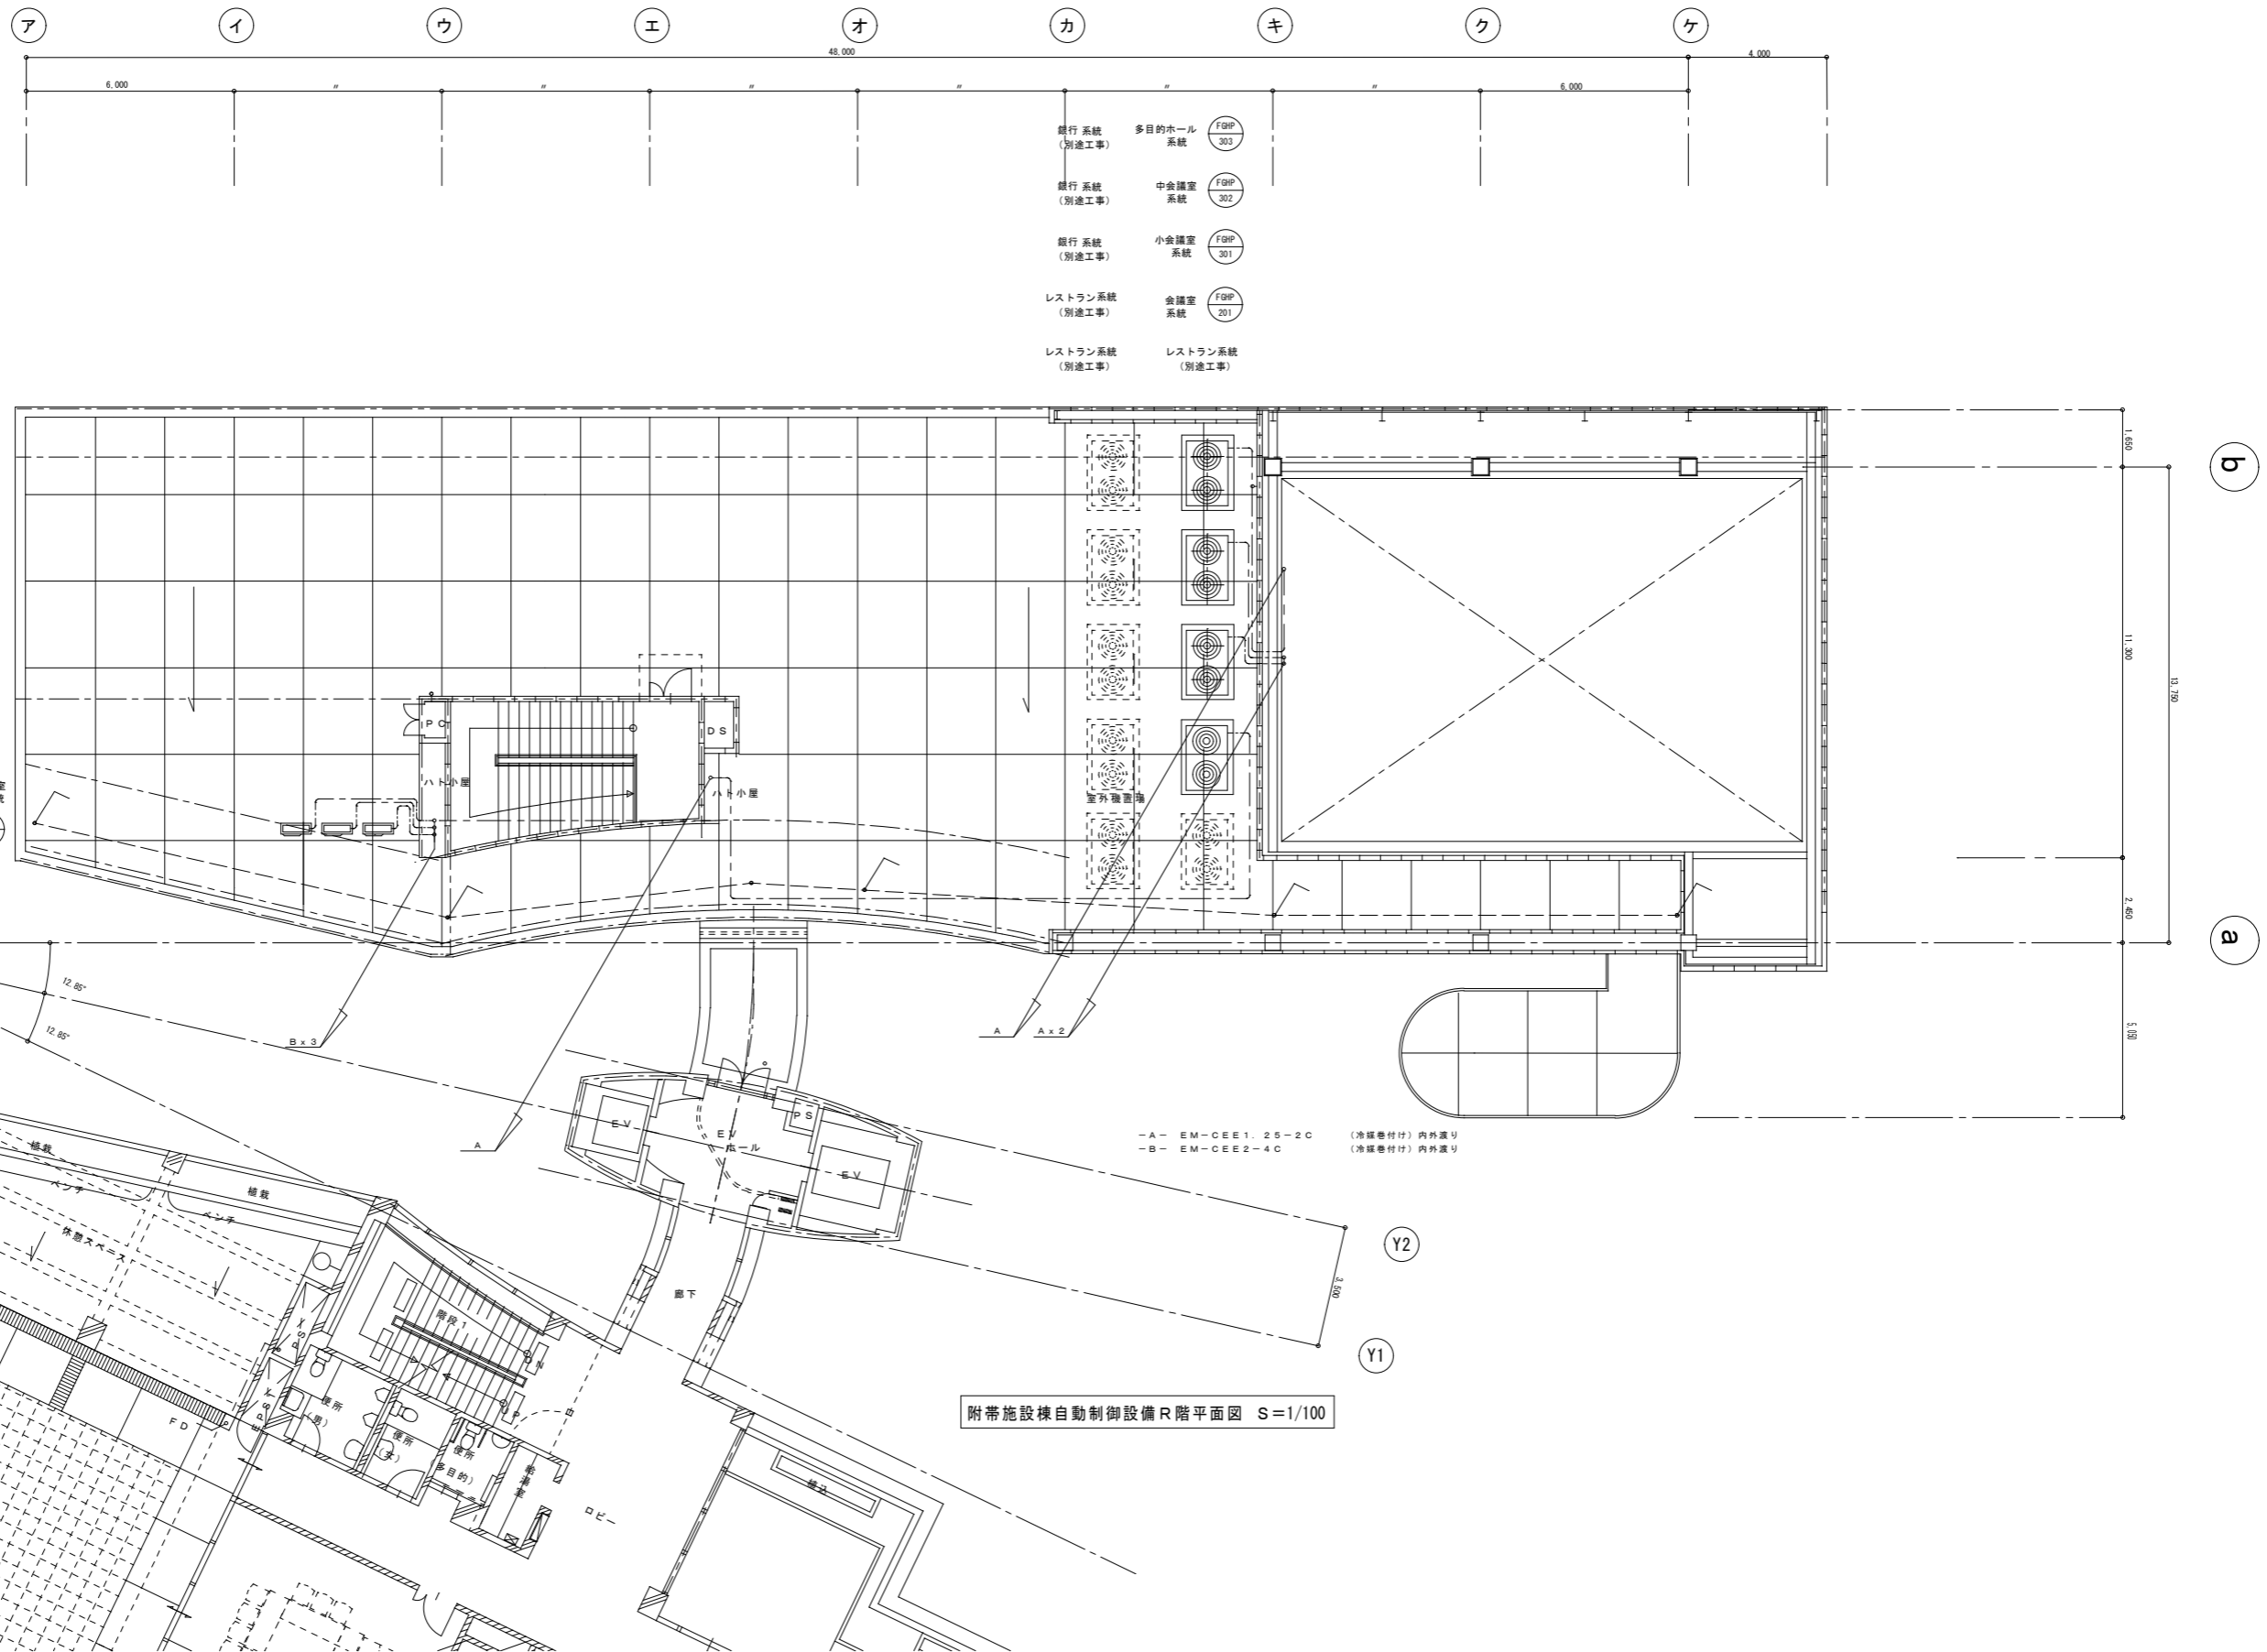 ア イ ウ エ オ カ キ ク ケ
48,000 4,000
6,000 〃 〃 〃 〃 〃 〃 6,000
銀行 系統
(別途工事)
多目的ホール
系統
FGHP
303
銀行 系統
(別途工事)
中会議室
系統
FGHP
302
銀行 系統
(別途工事)
小会議室
系統
FGHP
301
レストラン系統
(別途工事)
会議室
系統
FGHP
201
レストラン系統
(別途工事)
レストラン系統
(別途工事)
1,650
b
11,300
13,750
PC
DS
ハト小屋
ハト小屋
室外機置場
2,450
a
12.85°
12.85°
B x 3
A
A x 2
5,050
A
EV
EV
ホール
PS
EV
-A- EM-CEE1.25-2C (冷媒巻付け)内外渡り
-B- EM-CEE2-4C (冷媒巻付け)内外渡り
植栽
ベンチ
植栽
ベンチ
休憩スペース
Y2
3,500
Y1
廊下
階段1
PS
DN
UP
EPS
FD
便所
(男)
便所
(女)
便所
(多目的)
給湯室
ロビー
植込
附帯施設棟自動制御設備R階平面図 S=1/100